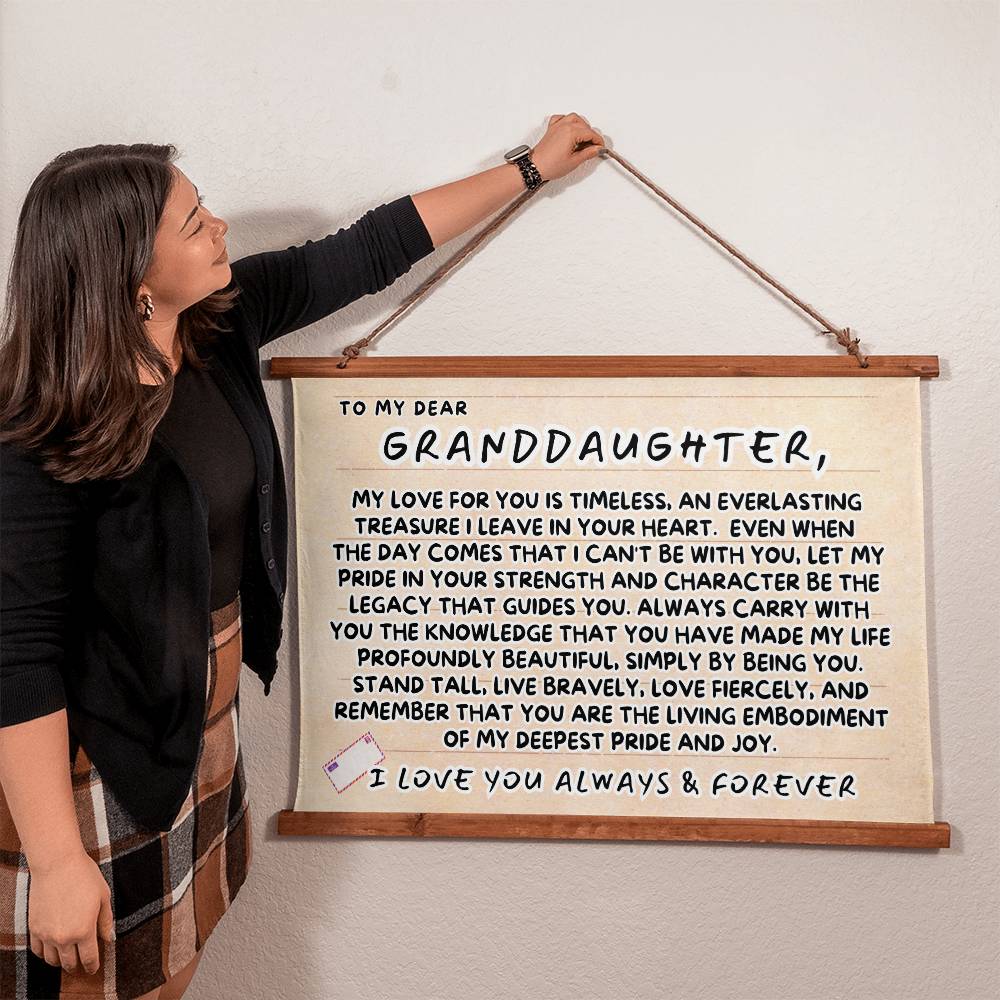 TO MY DEAR
GRANDDAUGHTER,
MY LOVE FOR YOU IS TIMELESS, AN EVERLASTING
TREASURE I LEAVE IN YOUR HEART. EVEN WHEN
THE DAY COMES THAT I CAN'T BE WITH YOU, LET MY
PRIDE IN YOUR STRENGTH AND CHARACTER BE THE
LEGACY THAT GUIDES YOU. ALWAYS CARRY WITH
YOU THE KNOWLEDGE THAT YOU HAVE MADE MY LIFE
PROFOUNDLY BEAUTIFUL, SIMPLY BY BEING YOU.
STAND TALL, LIVE BRAVELY, LOVE FIERCELY, AND
REMEMBER THAT YOU ARE THE LIVING EMBODIMENT
OF MY DEEPEST PRIDE AND JOY.
I LOVE YOU ALWAYS & FOREVER